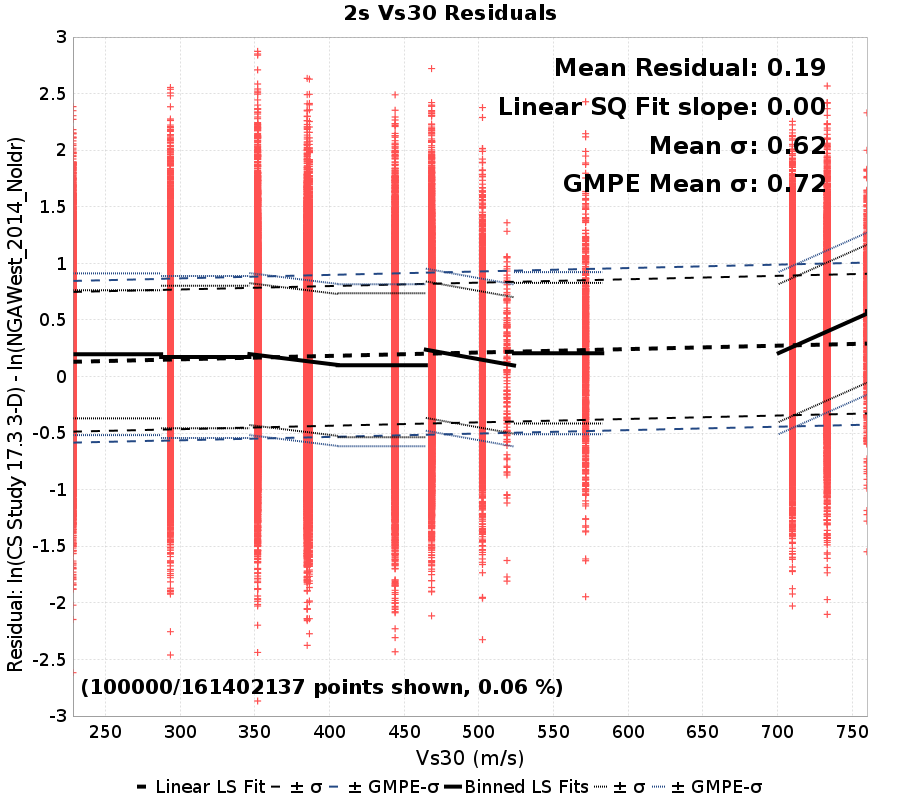 2s Vs30 Residuals
Mean Residual: 0.19
Linear SQ Fit slope: 0.00
Mean σ: 0.62
GMPE Mean σ: 0.72
Residual: ln(CS Study 17.3 3-D) - ln(NGAWest_2014_NoIdr)
3
2.5
2
1.5
1
0.5
0
-0.5
-1
-1.5
-2
-2.5
-3
(100000/161402137 points shown, 0.06 %)
250 300 350 400 450 500 550 600 650 700 750
Vs30 (m/s)
Linear LS Fit ± σ ± GMPE-σ Binned LS Fits ± σ ± GMPE-σ